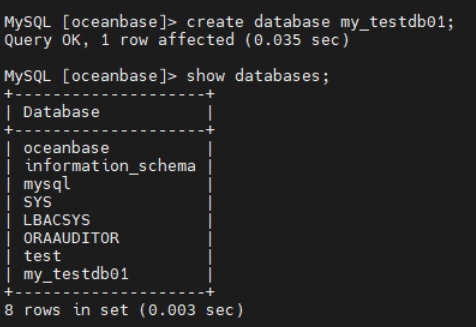 MySQL [oceanbase]> create database my_testdb01;
Query OK, 1 row affected (0.035 sec)
MySQL [oceanbase]> show databases;
+--------------------+
| Database           |
+--------------------+
| oceanbase          |
| information_schema |
| mysql              |
| SYS                |
| LBACSYS            |
| ORAAUDITOR         |
| test               |
| my_testdb01        |
+--------------------+
8 rows in set (0.003 sec)